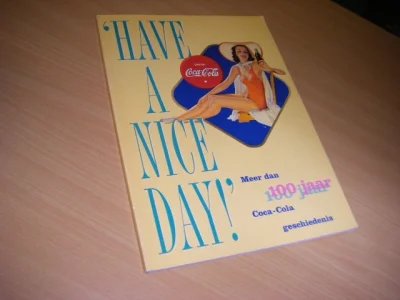 'HAVE
A
NICE
DAY!'
DRINK
Coca-Cola
Meer dan
100 jaar
Coca-Cola
geschiedenis